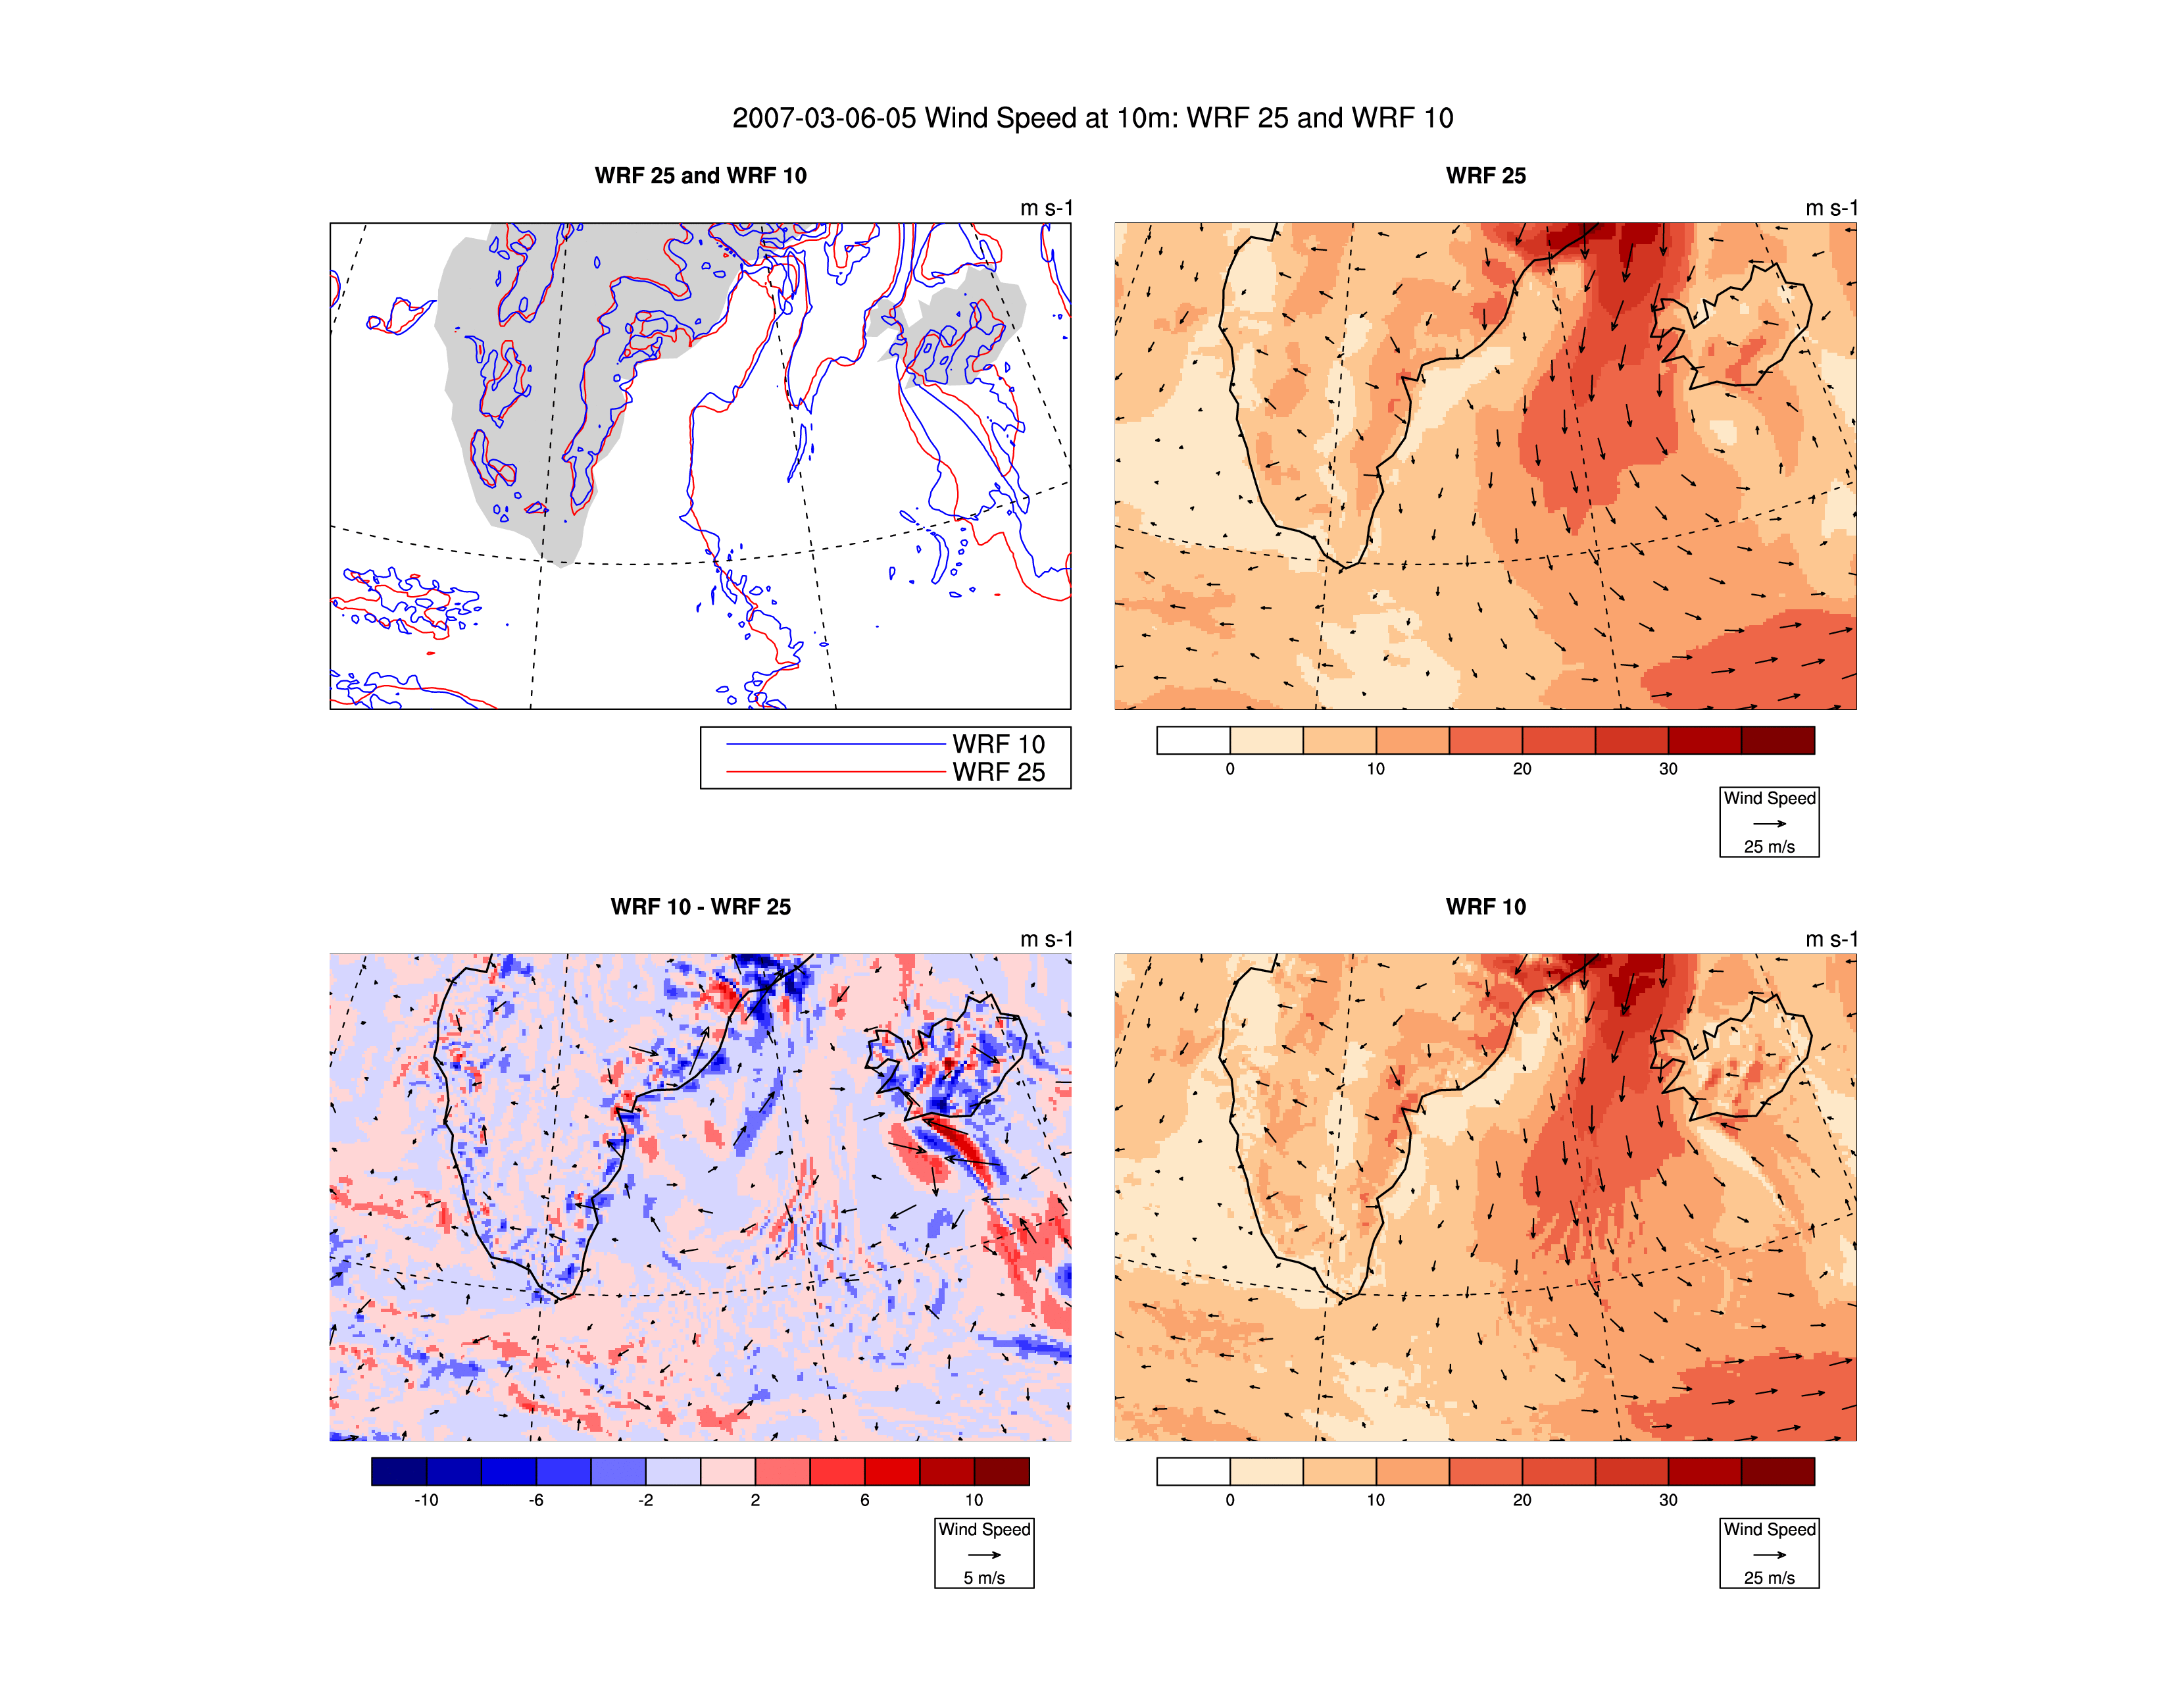 2007-03-06-05 Wind Speed at 10m: WRF 25 and WRF 10
WRF 25 and WRF 10
m s-1
WRF 10
WRF 25
WRF 25
m s-1
0 10 20 30
Wind Speed
25 m/s
WRF 10 - WRF 25
m s-1
-10 -6 -2 2 6 10
Wind Speed
5 m/s
WRF 10
m s-1
0 10 20 30
Wind Speed
25 m/s